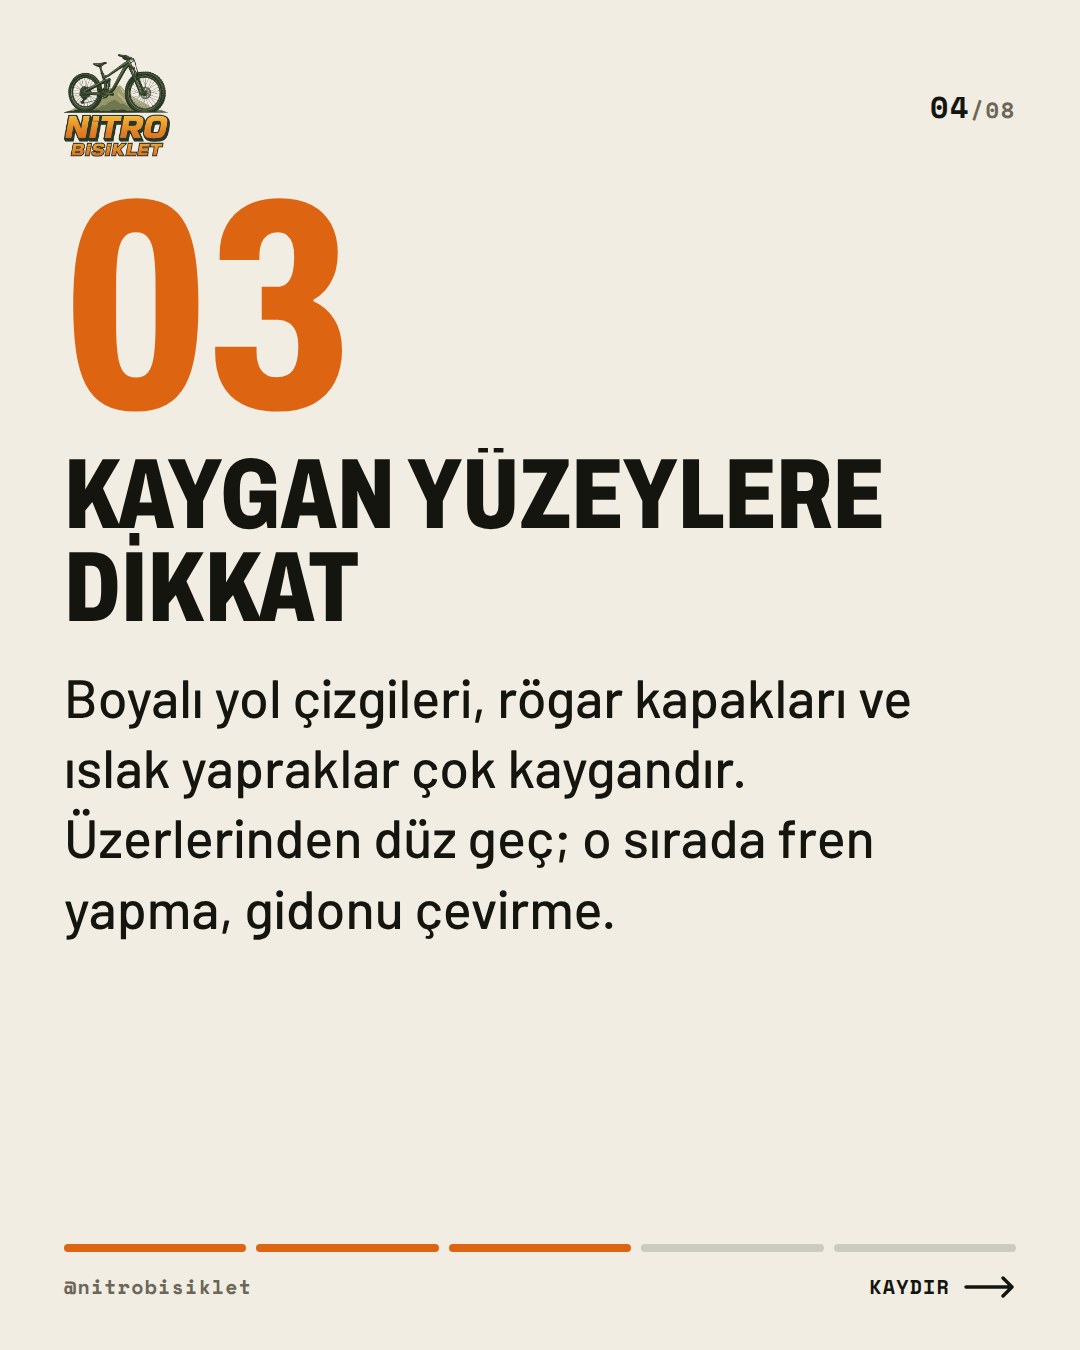 NiTRO
BISIKLET
04/08
03
KAYGAN YÜZEYLERE
DİKKAT
Boyalı yol çizgileri, rögar kapakları ve
ıslak yapraklar çok kaygandır.
Üzerlerinden düz geç; o sırada fren
yapma, gidonu çevirme.
@nitrobisiklet
KAYDIR